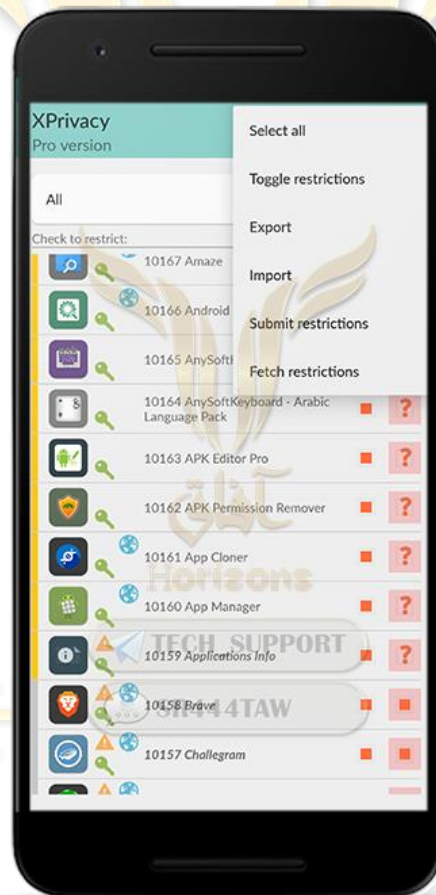 XPrivacy
Pro version
Select all
Toggle restrictions
Export
Import
Submit restrictions
Fetch restrictions
All
Check to restrict:
10167 Amaze
10166 Android
10165 AnySoft
10164 AnySoftKeyboard - Arabic
Language Pack
10163 APK Editor Pro
10162 APK Permission Remover
10161 App Cloner
10160 App Manager
10159 Applications Info
10158 Brave
10157 Challegram
آفاق
Horizons
TECH SUPPORT